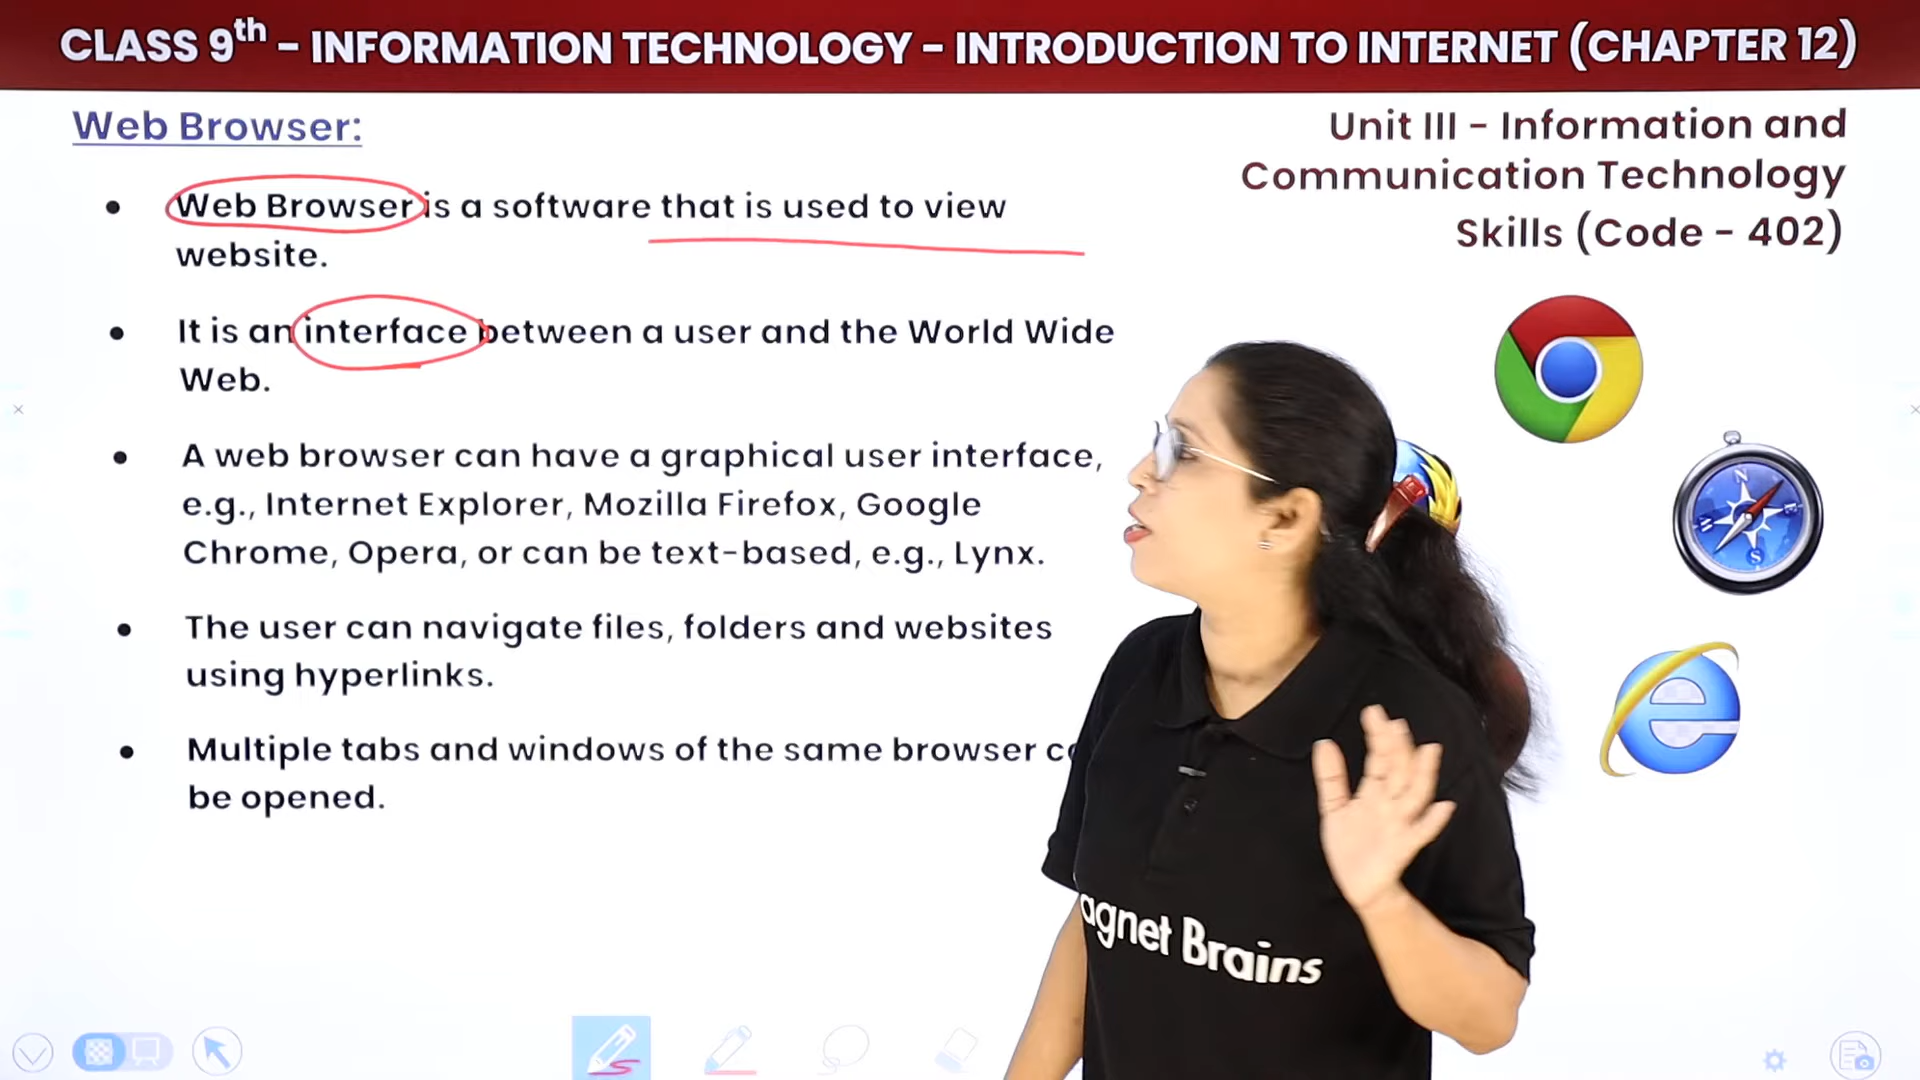 CLASS 9th – INFORMATION TECHNOLOGY – INTRODUCTION TO INTERNET (CHAPTER 12)
Web Browser:
Unit III – Information and
Communication Technology
Skills (Code – 402)
• Web Browser is a software that is used to view
website.
• It is an interface between a user and the World Wide
Web.
• A web browser can have a graphical user interface,
e.g., Internet Explorer, Mozilla Firefox, Google
Chrome, Opera, or can be text-based, e.g., Lynx.
• The user can navigate files, folders and websites
using hyperlinks.
• Multiple tabs and windows of the same browser
be opened.
N
E
S
W
agnet Brains